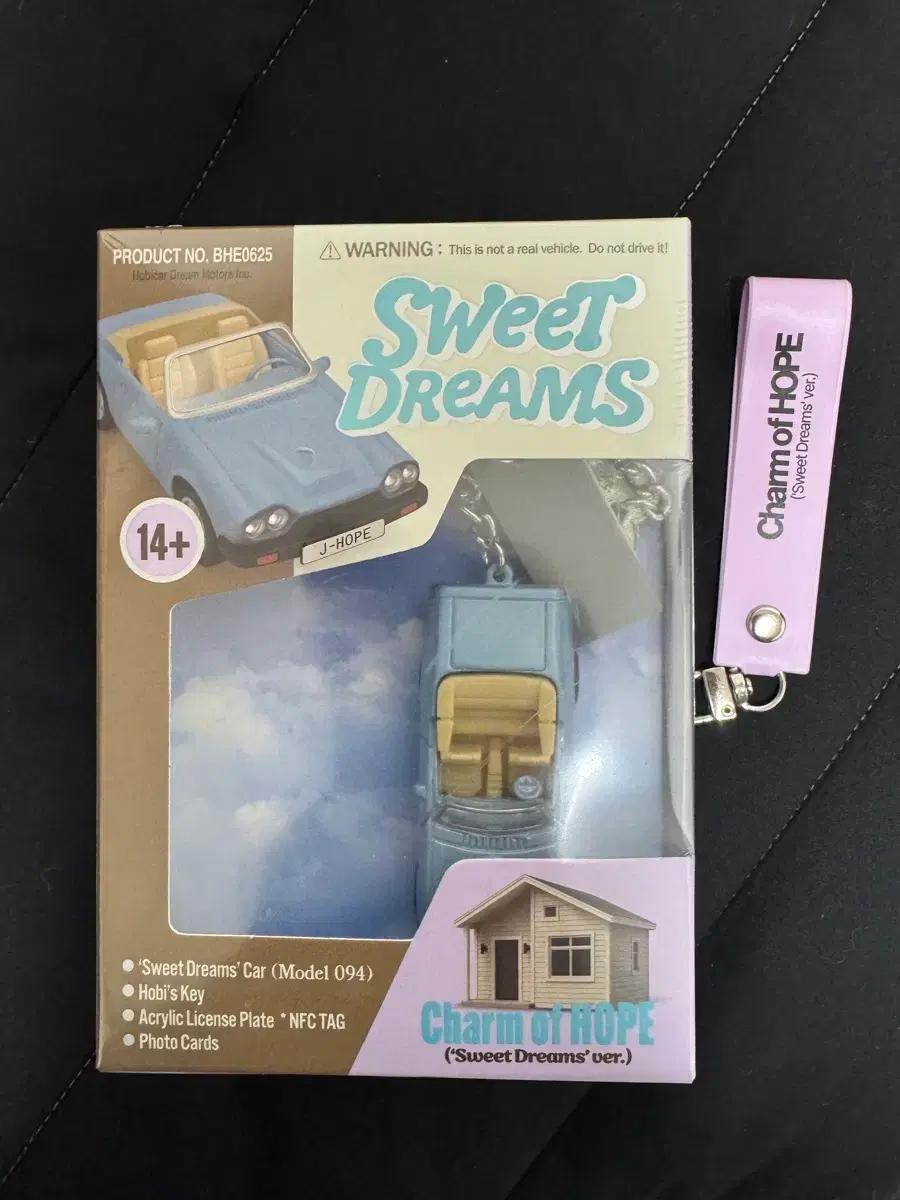 PRODUCT NO. BHE0625
Hobicar Dream Motors Inc.
WARNING : This is not a real vehicle. Do not drive it!
SWeeT
DReAMS
J-HOPE
14+
• 'Sweet Dreams' Car (Model 094)
• Hobi's Key
• Acrylic License Plate * NFC TAG
• Photo Cards
Charm of HOPE
('Sweet Dreams' ver.)
Charm of HOPE
('Sweet Dreams' ver.)